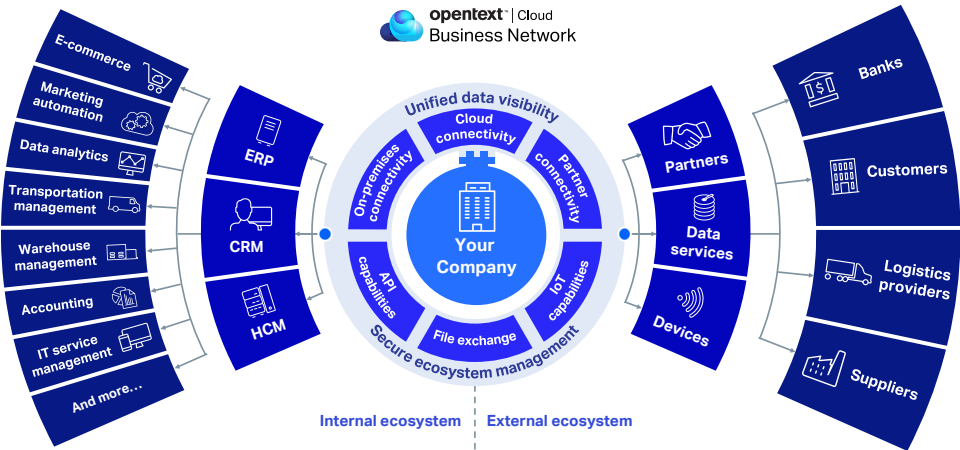 opentext™ | Cloud
Business Network
E-commerce
Marketing
automation
Data analytics
Transportation
management
Warehouse
management
Accounting
IT service
management
And more...
ERP
CRM
HCM
Unified data visibility
Cloud
connectivity
On-premises
connectivity
Partner
connectivity
Your
Company
API
capabilities
IoT
capabilities
File exchange
Secure ecosystem management
Partners
Data
services
Devices
Banks
Customers
Logistics
providers
Suppliers
Internal ecosystem
External ecosystem